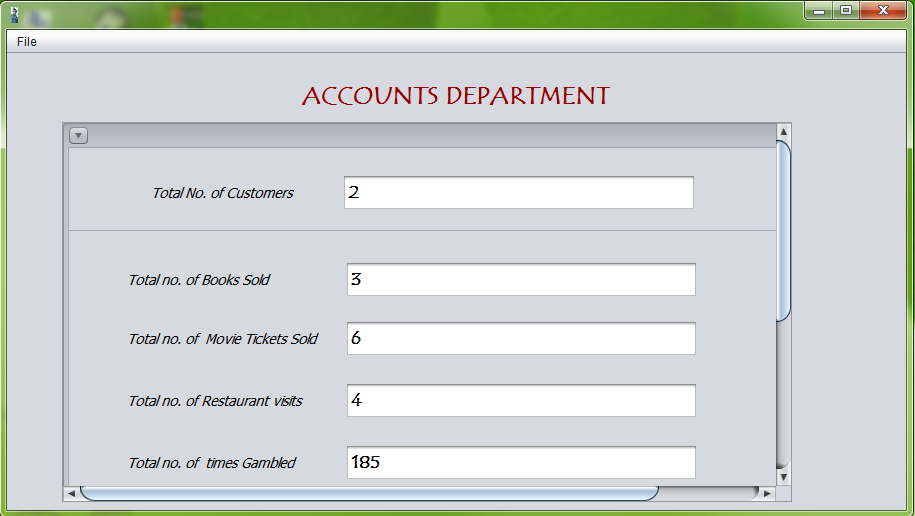 File
ACCOUNTS DEPARTMENT
Total No. of Customers 2
Total no. of Books Sold 3
Total no. of Movie Tickets Sold 6
Total no. of Restaurant visits 4
Total no. of times Gambled 185